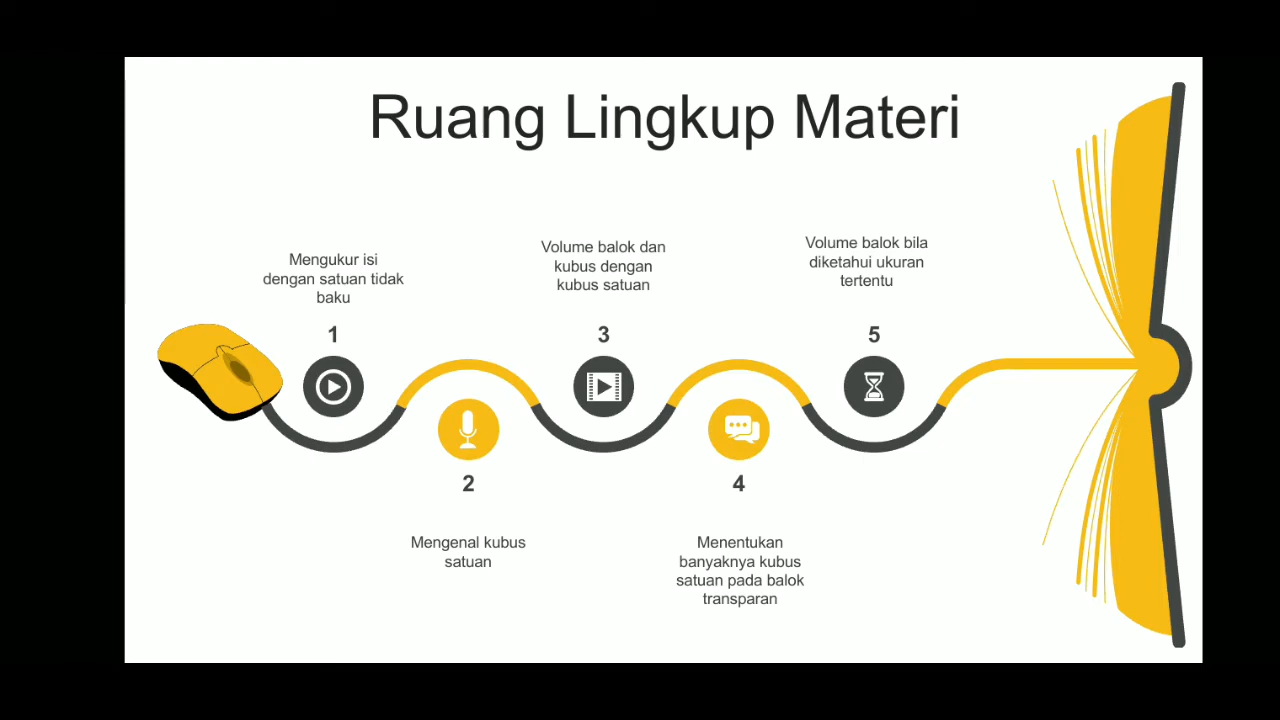 Ruang Lingkup Materi
Mengukur isi
dengan satuan tidak
baku
1
Mengenal kubus
satuan
2
Volume balok dan
kubus dengan
kubus satuan
3
Menentukan
banyaknya kubus
satuan pada balok
transparan
4
Volume balok bila
diketahui ukuran
tertentu
5